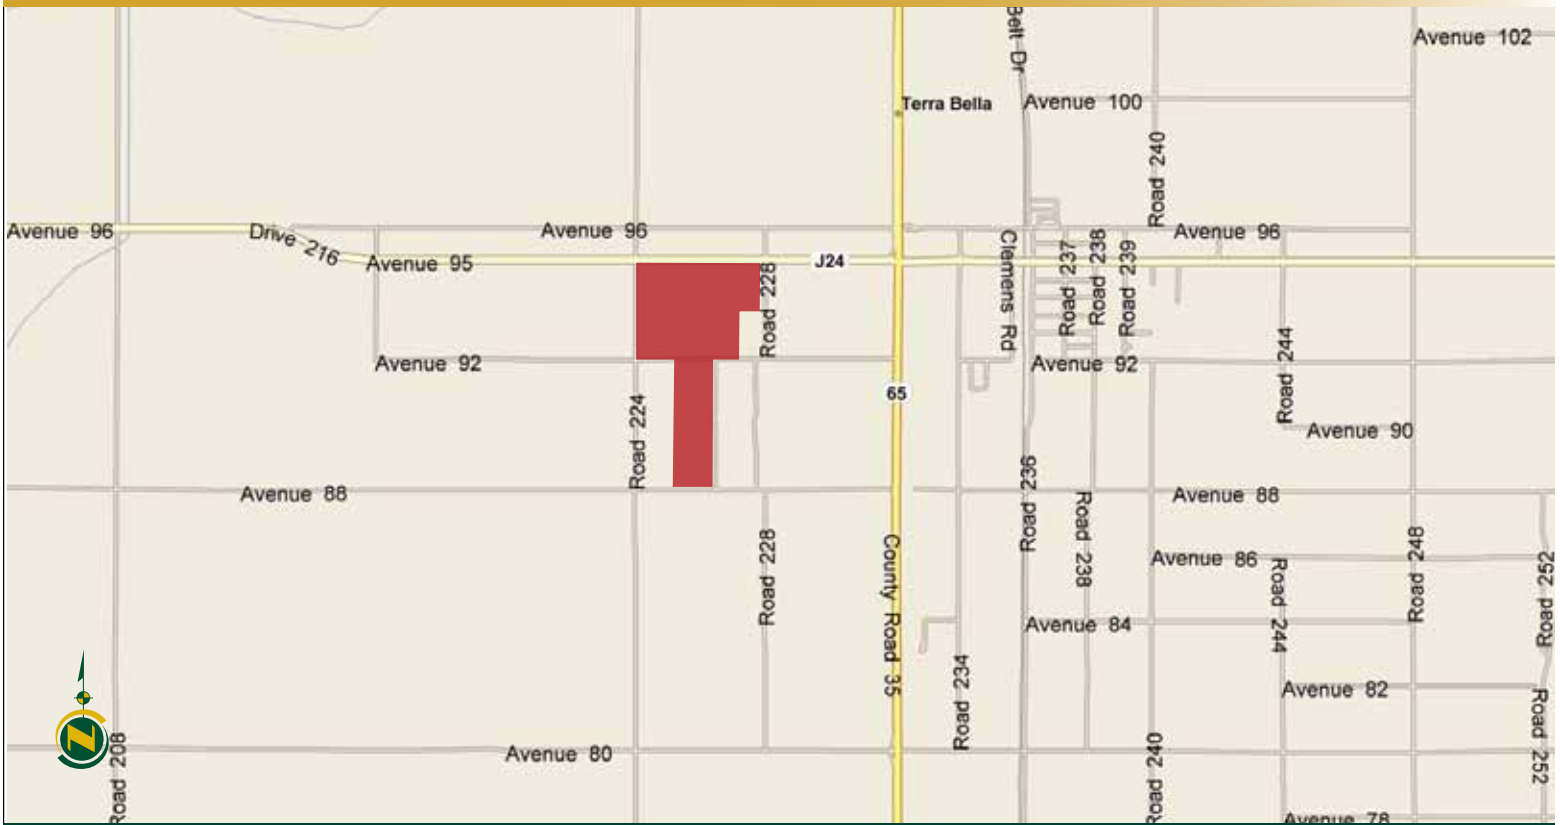 Belt Dr
Avenue 102
Terra Bella
Avenue 100
Road 240
Avenue 96
Drive 216
Avenue 96
Avenue 96
Avenue 95
J24
Road 228
Clemens Rd
Road 237
Road 238
Road 239
Avenue 92
Avenue 92
Road 244
65
Road 224
Avenue 90
Avenue 88
Avenue 88
Road 236
Road 238
Road 228
County Road 35
Avenue 86
Road 244
Road 248
Road 252
Avenue 84
Road 234
Avenue 82
Road 252
N
Road 208
Avenue 80
Road 240
Avenue 78